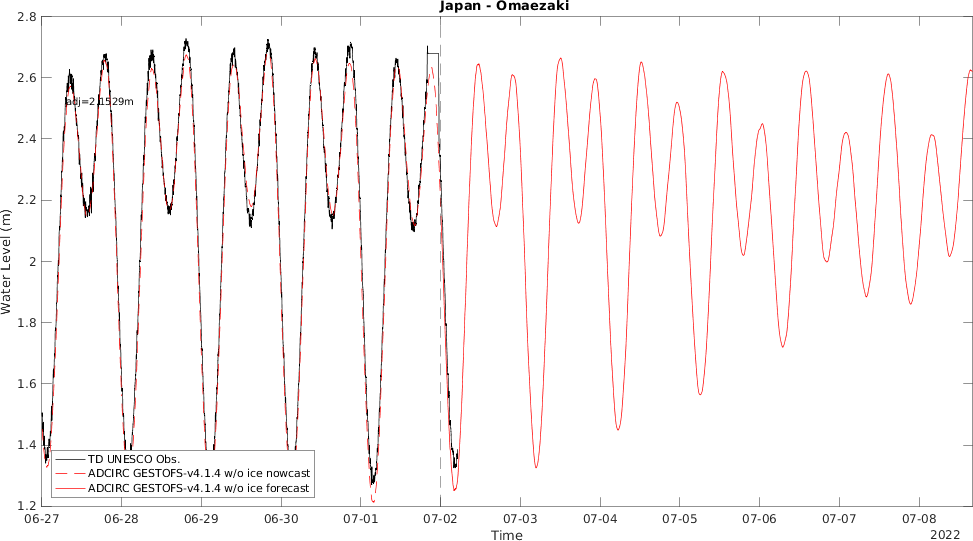 Japan - Omaezaki
2.8
2.6
2.4
2.2
2
1.8
1.6
1.4
1.2
Water Level (m)
adj=2.1529m
TD UNESCO Obs.
ADCIRC GESTOFS-v4.1.4 w/o ice nowcast
ADCIRC GESTOFS-v4.1.4 w/o ice forecast
06-27 06-28 06-29 06-30 07-01 07-02 07-03 07-04 07-05 07-06 07-07 07-08
2022
Time